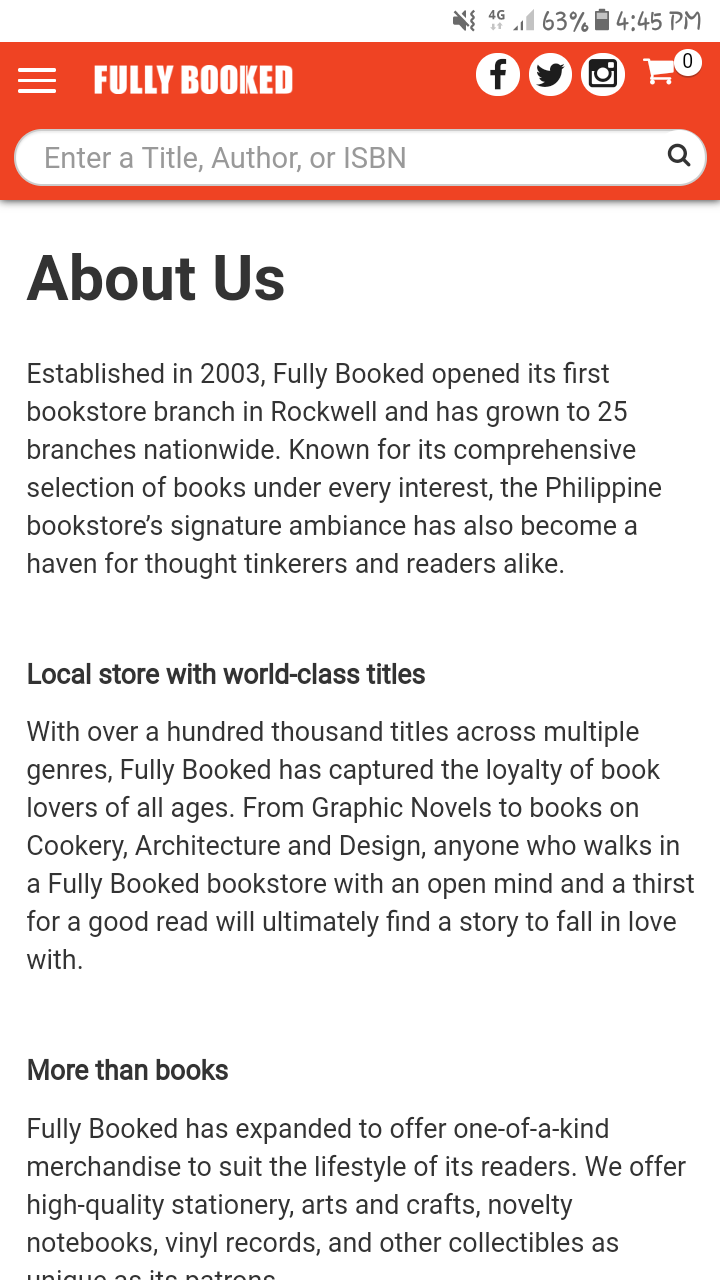 4G 63% 4:45 PM
FULLY BOOKED
0
Enter a Title, Author, or ISBN
About Us
Established in 2003, Fully Booked opened its first
bookstore branch in Rockwell and has grown to 25
branches nationwide. Known for its comprehensive
selection of books under every interest, the Philippine
bookstore’s signature ambiance has also become a
haven for thought tinkerers and readers alike.
Local store with world-class titles
With over a hundred thousand titles across multiple
genres, Fully Booked has captured the loyalty of book
lovers of all ages. From Graphic Novels to books on
Cookery, Architecture and Design, anyone who walks in
a Fully Booked bookstore with an open mind and a thirst
for a good read will ultimately find a story to fall in love
with.
More than books
Fully Booked has expanded to offer one-of-a-kind
merchandise to suit the lifestyle of its readers. We offer
high-quality stationery, arts and crafts, novelty
notebooks, vinyl records, and other collectibles as
unique as its patrons